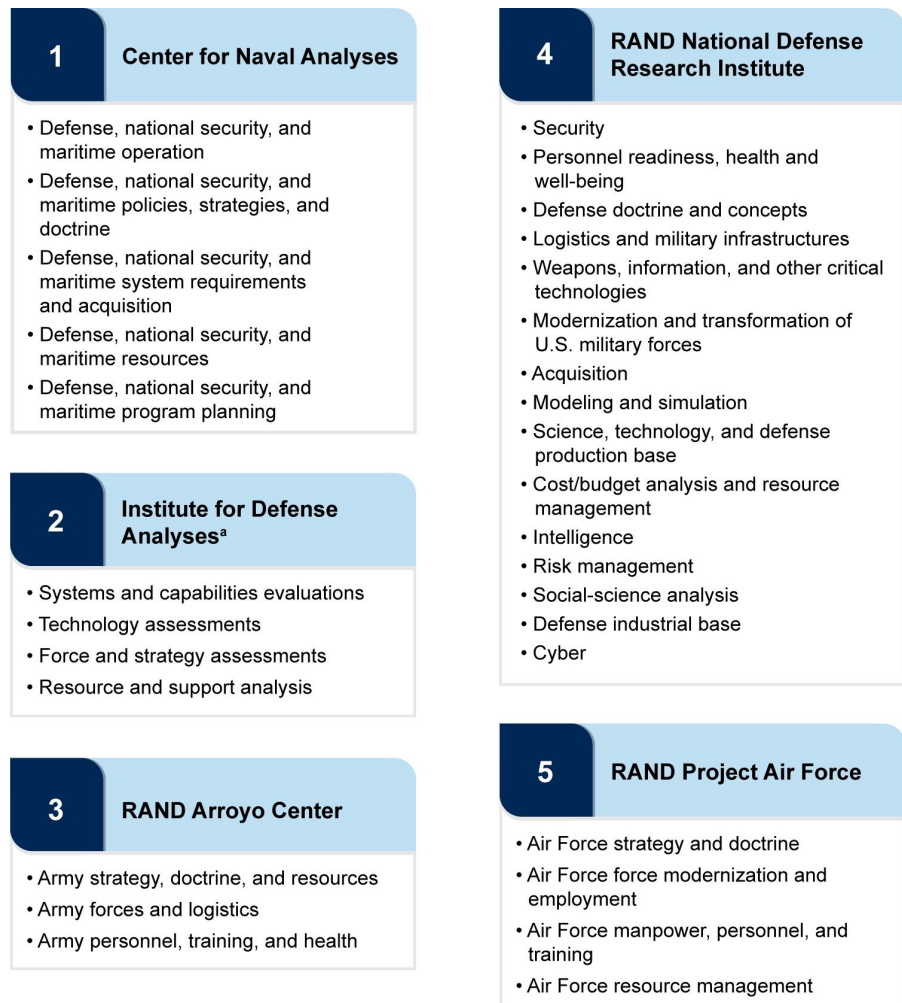 1
Center for Naval Analyses
• Defense, national security, and
maritime operation
• Defense, national security, and
maritime policies, strategies, and
doctrine
• Defense, national security, and
maritime system requirements
and acquisition
• Defense, national security, and
maritime resources
• Defense, national security, and
maritime program planning
2
Institute for Defense
Analysesᵃ
• Systems and capabilities evaluations
• Technology assessments
• Force and strategy assessments
• Resource and support analysis
3
RAND Arroyo Center
• Army strategy, doctrine, and resources
• Army forces and logistics
• Army personnel, training, and health
4
RAND National Defense
Research Institute
• Security
• Personnel readiness, health and
well-being
• Defense doctrine and concepts
• Logistics and military infrastructures
• Weapons, information, and other critical
technologies
• Modernization and transformation of
U.S. military forces
• Acquisition
• Modeling and simulation
• Science, technology, and defense
production base
• Cost/budget analysis and resource
management
• Intelligence
• Risk management
• Social-science analysis
• Defense industrial base
• Cyber
5
RAND Project Air Force
• Air Force strategy and doctrine
• Air Force force modernization and
employment
• Air Force manpower, personnel, and
training
• Air Force resource management